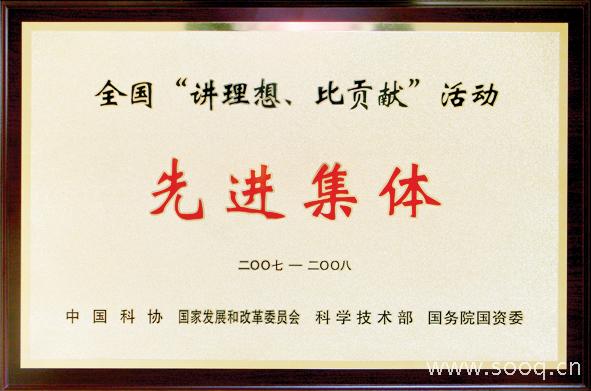 全国“讲理想、比贡献”活动
先进集体
二〇〇七 — 二〇〇八
中国科协 国家发展和改革委员会 科学技术部 国务院国资委
www.sooq.cn